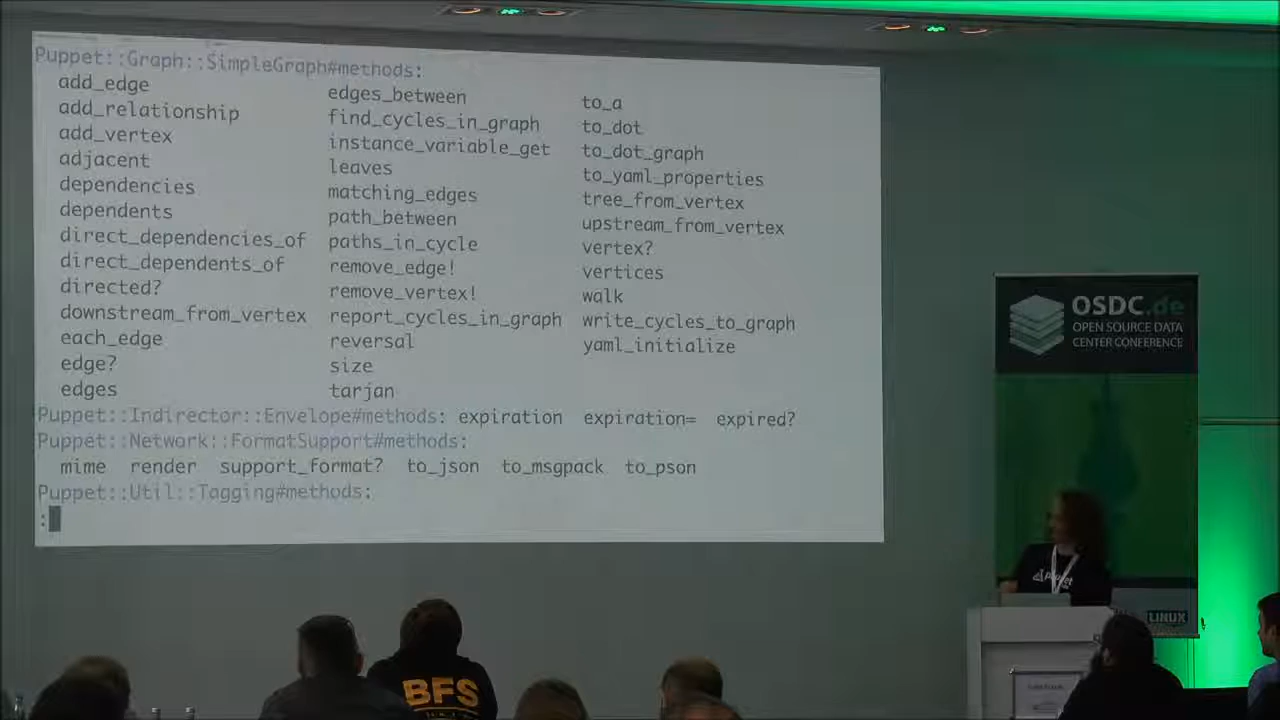 Puppet::Graph::SimpleGraph#methods:
add_edge edges_between to_a
add_relationship find_cycles_in_graph to_dot
add_vertex instance_variable_get to_dot_graph
adjacent leaves to_yaml_properties
dependencies matching_edges tree_from_vertex
dependents path_between upstream_from_vertex
direct_dependencies_of paths_in_cycle vertex?
direct_dependents_of remove_edge! vertices
directed? remove_vertex! walk
downstream_from_vertex report_cycles_in_graph write_cycles_to_graph
each_edge reversal yaml_initialize
edge? size
edges tarjan
Puppet::Indirector::Envelope#methods: expiration expiration= expired?
Puppet::Network::FormatSupport#methods:
mime render support_format? to_json to_msgpack to_pson
Puppet::Util::Tagging#methods:
:
OSDC.de
OPEN SOURCE DATA
CENTER CONFERENCE
LINUX
BFS